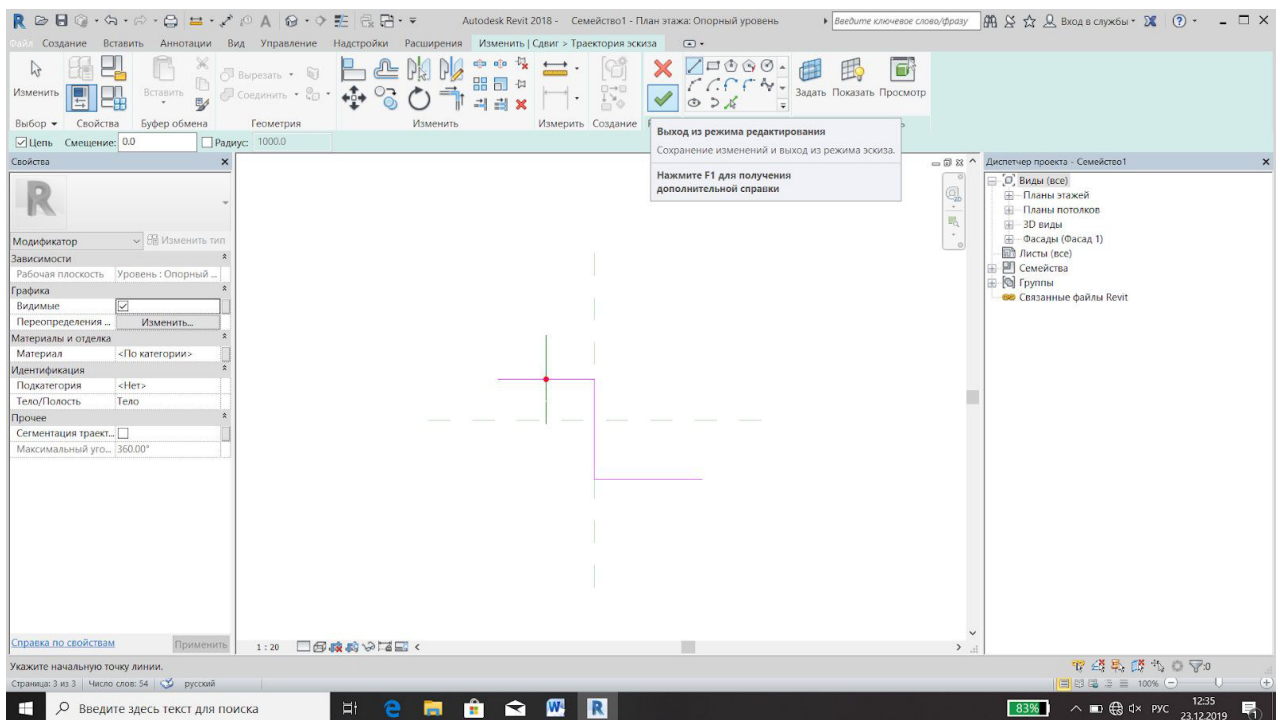 Autodesk Revit 2018 - Семейство1 - План этажа: Опорный уровень
Введите ключевое слово/фразу
Вход в службы
Файл Создание Вставить Аннотации Вид Управление Надстройки Расширения Изменить | Сдвиг > Траектория эскиза
Изменить
Вставить
Вырезать
Соединить
Задать Показать Просмотр
Выбор Свойства Буфер обмена Геометрия Изменить Измерить Создание
Цепь Смещение: 0.0 Радиус: 1000.0
Выход из режима редактирования
Сохранение изменений и выход из режима эскиза.
Нажмите F1 для получения
дополнительной справки
Свойства
R
Модификатор
Изменить тип
Зависимости
Рабочая плоскость Уровень : Опорный ...
Графика
Видимые
Переопределения ... Изменить...
Материалы и отделка
Материал <По категории>
Идентификация
Подкатегория <Нет>
Тело/Полость Тело
Прочее
Сегментация траект...
Максимальный уго... 360.00°
Справка по свойствам
Применить
1 : 20
Диспетчер проекта - Семейство1
Виды (все)
Планы этажей
Планы потолков
3D виды
Фасады (Фасад 1)
Листы (все)
Семейства
Группы
Связанные файлы Revit
Укажите начальную точку линии.
:0
Страница: 3 из 3 Число слов: 54 русский
100%
Введите здесь текст для поиска
83%
РУС
12:35
23.12.2019